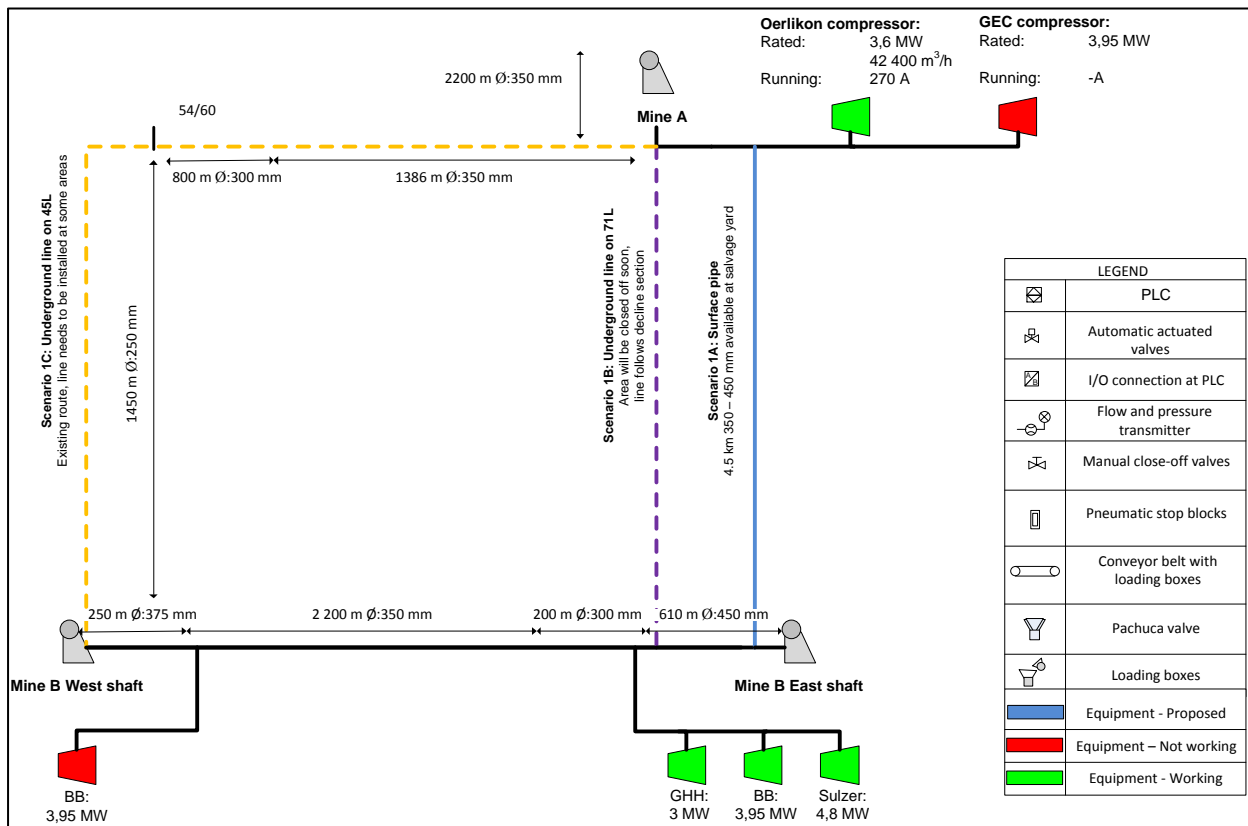 Oerlikon compressor:
Rated: 3,6 MW
42 400 m³/h
Running: 270 A
GEC compressor:
Rated: 3,95 MW
Running: -A
2200 m Ø:350 mm
Mine A
54/60
800 m Ø:300 mm
1386 m Ø:350 mm
Scenario 1C: Underground line on 45L
Existing route, line needs to be installed at some areas
1450 m Ø:250 mm
Scenario 1B: Underground line on 71L
Area will be closed off soon,
line follows decline section
Scenario 1A: Surface pipe
4.5 km 350 – 450 mm available at salvage yard
250 m Ø:375 mm
2 200 m Ø:350 mm
200 m Ø:300 mm
610 m Ø:450 mm
Mine B West shaft
Mine B East shaft
BB:
3,95 MW
GHH:
3 MW
BB:
3,95 MW
Sulzer:
4,8 MW
LEGEND
PLC
Automatic actuated
valves
A/B
I/O connection at PLC
Flow and pressure
transmitter
Manual close-off valves
Pneumatic stop blocks
Conveyor belt with
loading boxes
Pachuca valve
Loading boxes
Equipment - Proposed
Equipment – Not working
Equipment - Working